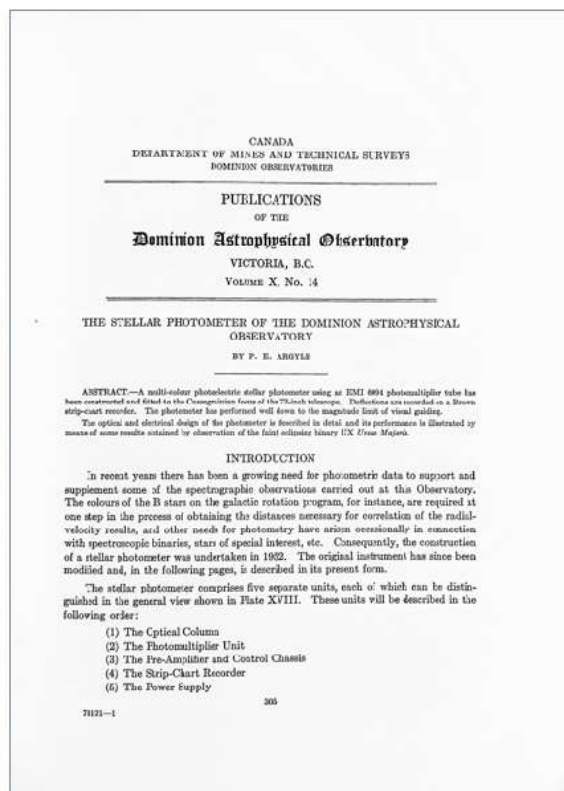 CANADA
DEPARTMENT OF MINES AND TECHNICAL SURVEYS
DOMINION OBSERVATORIES
PUBLICATIONS
OF THE
Dominion Astrophysical Observatory
VICTORIA, B.C.
VOLUME X, No. 14
THE STELLAR PHOTOMETER OF THE DOMINION ASTROPHYSICAL
OBSERVATORY
BY P. E. ARGYLE
ABSTRACT.—A multi-colour photoelectric stellar photometer using an EMI 6094 photomultiplier tube has
been constructed and fitted to the Cassegrainian focus of the 73-inch telescope. Deflections are recorded on a Brown
strip-chart recorder. The photometer has performed well down to the magnitude limit of visual guiding.
The optical and electrical design of the photometer is described in detail and its performance is illustrated by
means of some results obtained by observation of the faint eclipsing binary UX Ursae Majoris.
INTRODUCTION
In recent years there has been a growing need for photometric data to support and
supplement some of the spectrographic observations carried out at this Observatory.
The colours of the B stars on the galactic rotation program, for instance, are required at
one step in the process of obtaining the distances necessary for correlation of the radial-
velocity results, and other needs for photometry have arisen occasionally in connection
with spectroscopic binaries, stars of special interest, etc. Consequently, the construction
of a stellar photometer was undertaken in 1952. The original instrument has since been
modified and, in the following pages, is described in its present form.
The stellar photometer comprises five separate units, each of which can be distin-
guished in the general view shown in Plate XVIII. These units will be described in the
following order:
(1) The Optical Column
(2) The Photomultiplier Unit
(3) The Pre-Amplifier and Control Chassis
(4) The Strip-Chart Recorder
(5) The Power Supply
305
71121—1